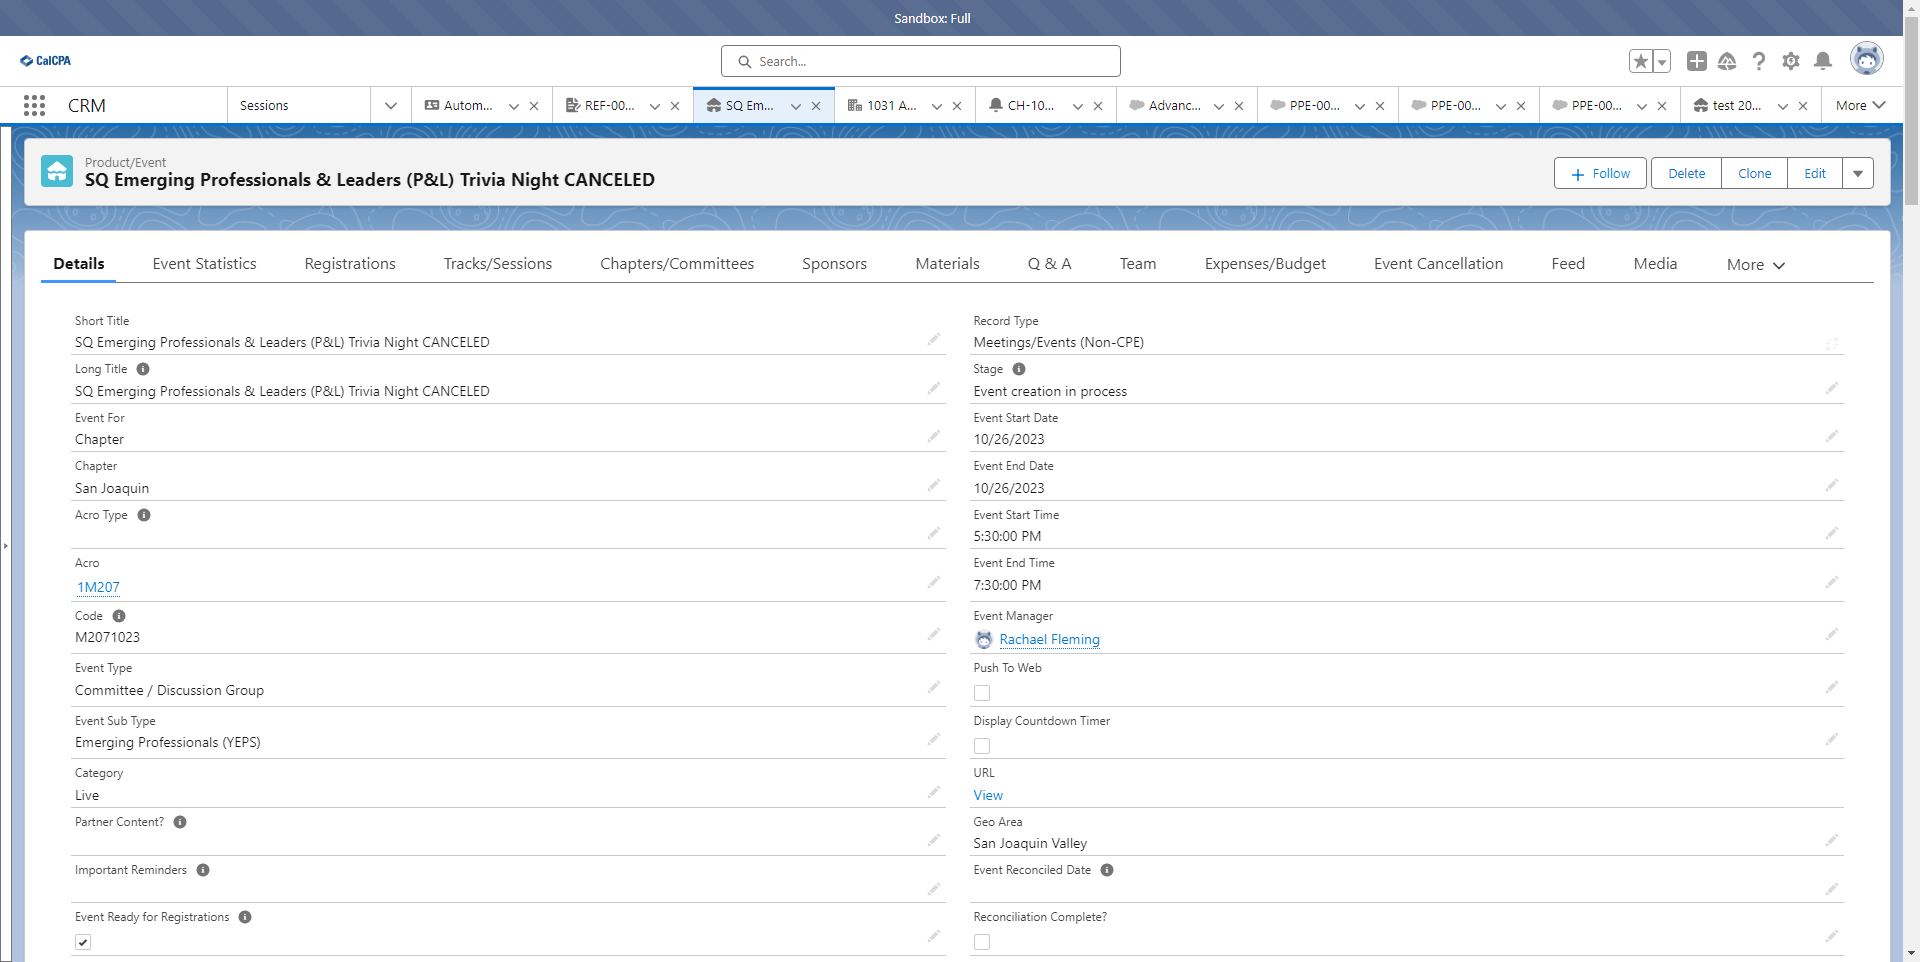 Sandbox: Full
CalCPA
Search...
CRM
Sessions
Autom...
REF-00...
SQ Em...
1031 A...
CH-10...
Advanc...
PPE-00...
PPE-00...
PPE-00...
test 20...
More
Product/Event
SQ Emerging Professionals & Leaders (P&L) Trivia Night CANCELED
Follow
Delete
Clone
Edit
Details
Event Statistics
Registrations
Tracks/Sessions
Chapters/Committees
Sponsors
Materials
Q & A
Team
Expenses/Budget
Event Cancellation
Feed
Media
More
Short Title
SQ Emerging Professionals & Leaders (P&L) Trivia Night CANCELED
Long Title
SQ Emerging Professionals & Leaders (P&L) Trivia Night CANCELED
Event For
Chapter
Chapter
San Joaquin
Acro Type
Acro
1M207
Code
M2071023
Event Type
Committee / Discussion Group
Event Sub Type
Emerging Professionals (YEPS)
Category
Live
Partner Content?
Important Reminders
Event Ready for Registrations
Record Type
Meetings/Events (Non-CPE)
Stage
Event creation in process
Event Start Date
10/26/2023
Event End Date
10/26/2023
Event Start Time
5:30:00 PM
Event End Time
7:30:00 PM
Event Manager
Rachael Fleming
Push To Web
Display Countdown Timer
URL
View
Geo Area
San Joaquin Valley
Event Reconciled Date
Reconciliation Complete?